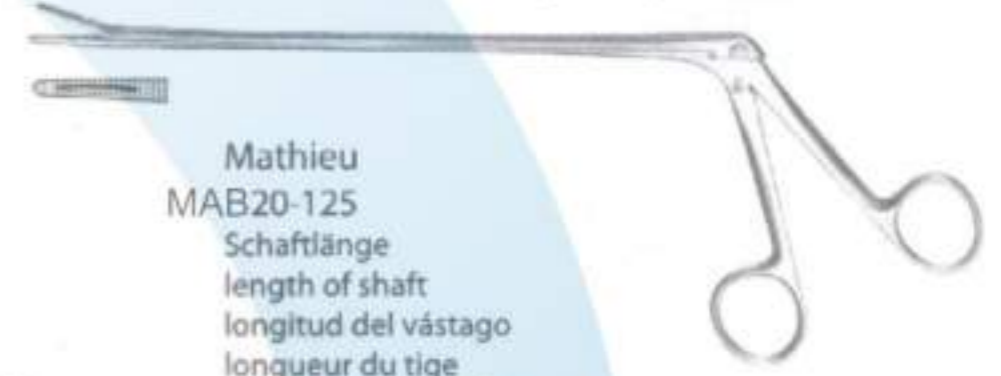 Mathieu
MAB20-125
Schaftlänge
length of shaft
longitud del vástago
longueur du tige